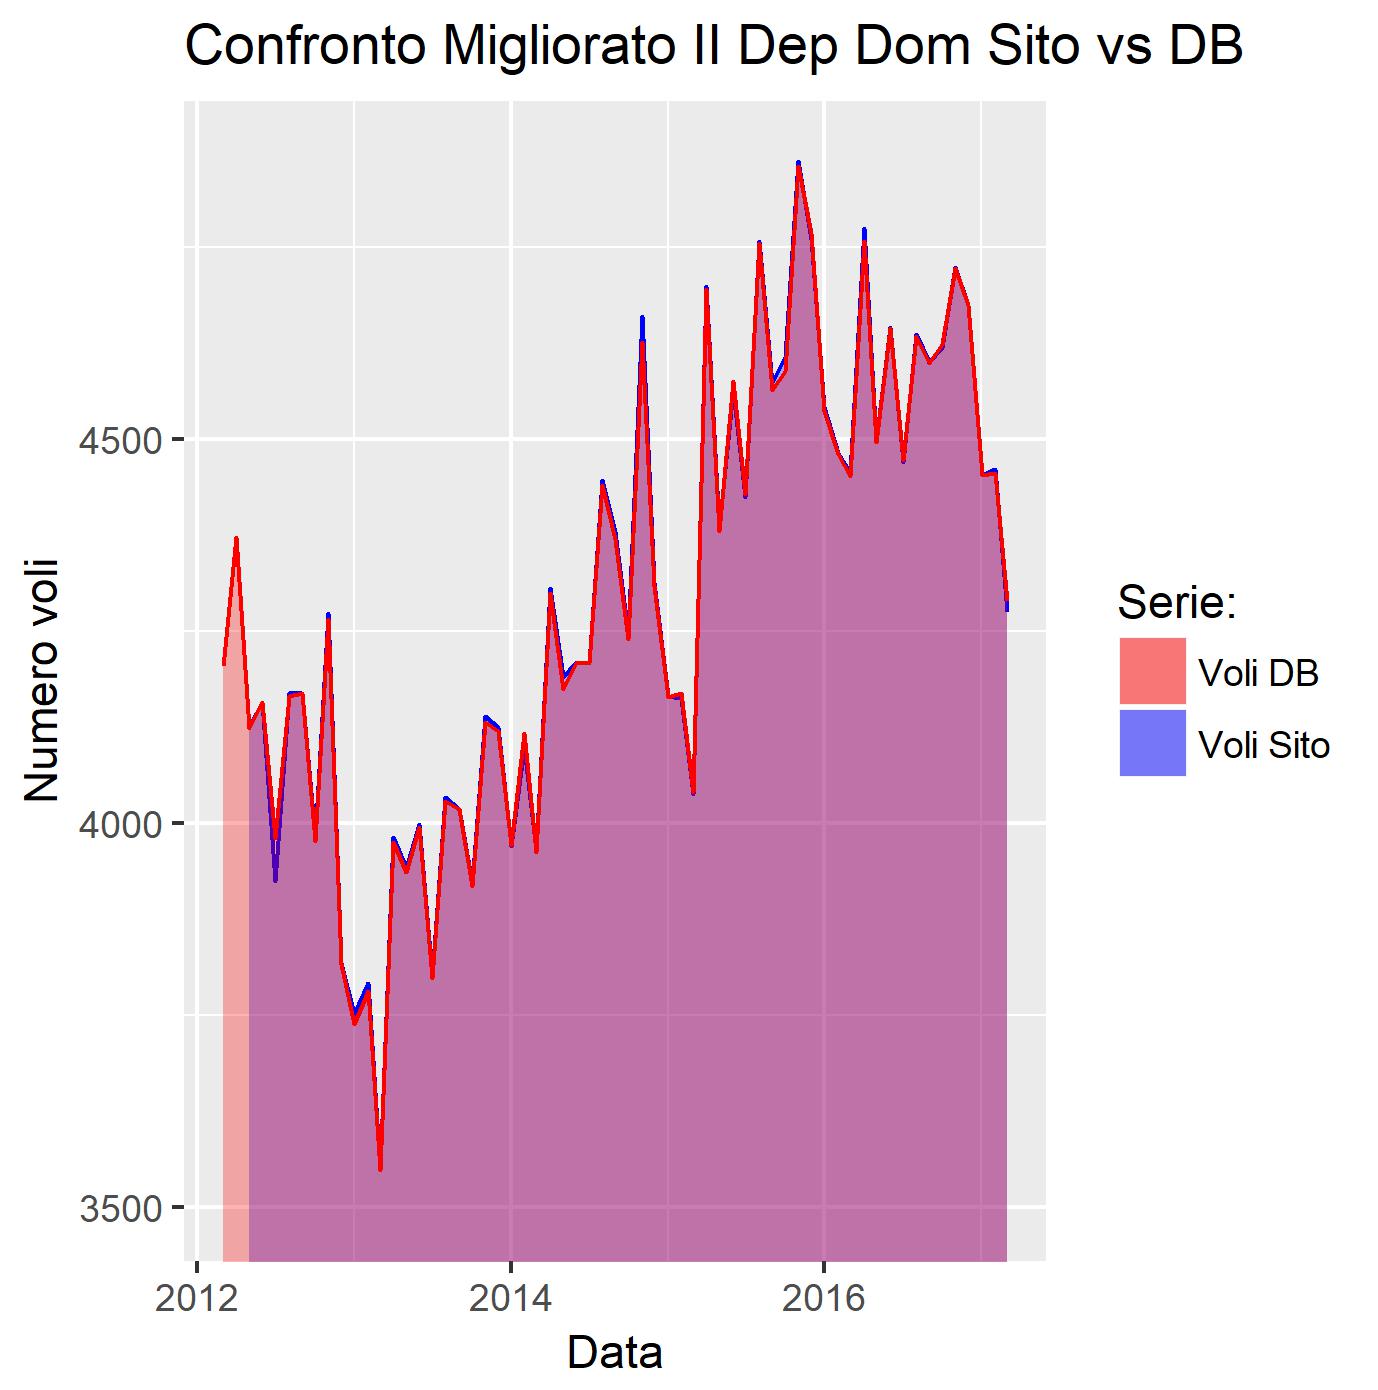 Confronto Migliorato II Dep Dom Sito vs DB
Numero voli
4500
4000
3500
2012
2014
2016
Data
Serie:
Voli DB
Voli Sito